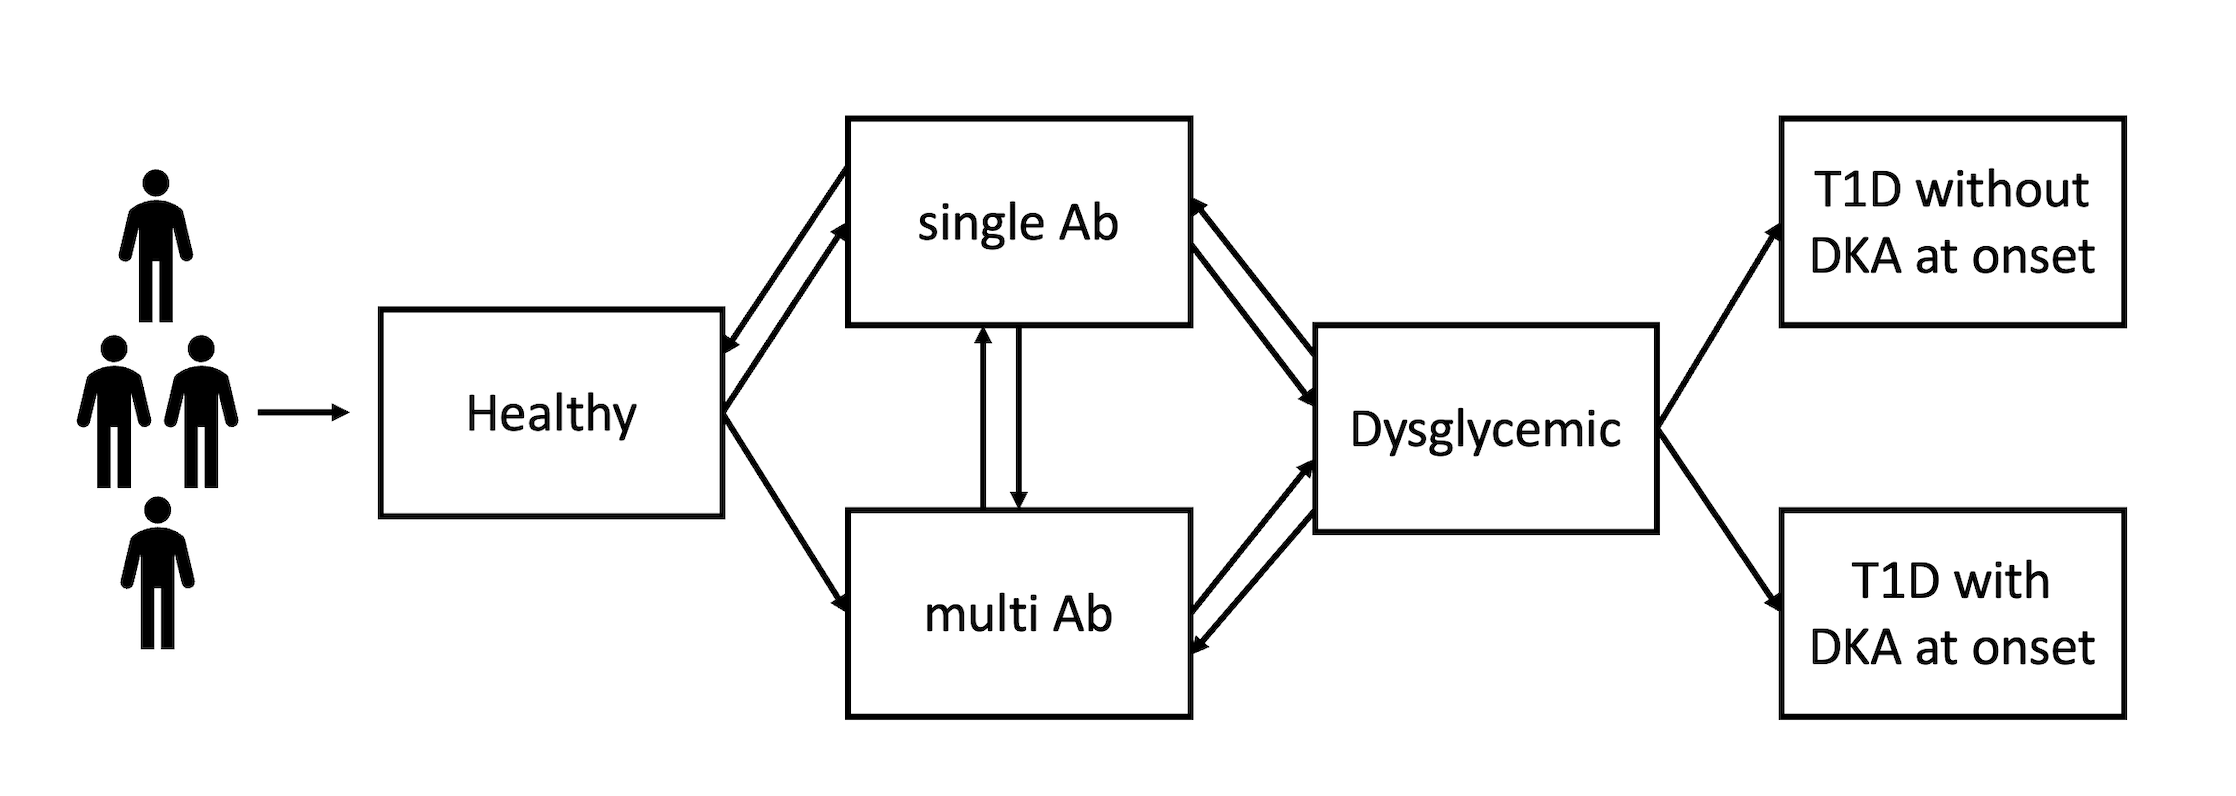 Healthy
single Ab
multi Ab
Dysglycemic
T1D without
DKA at onset
T1D with
DKA at onset